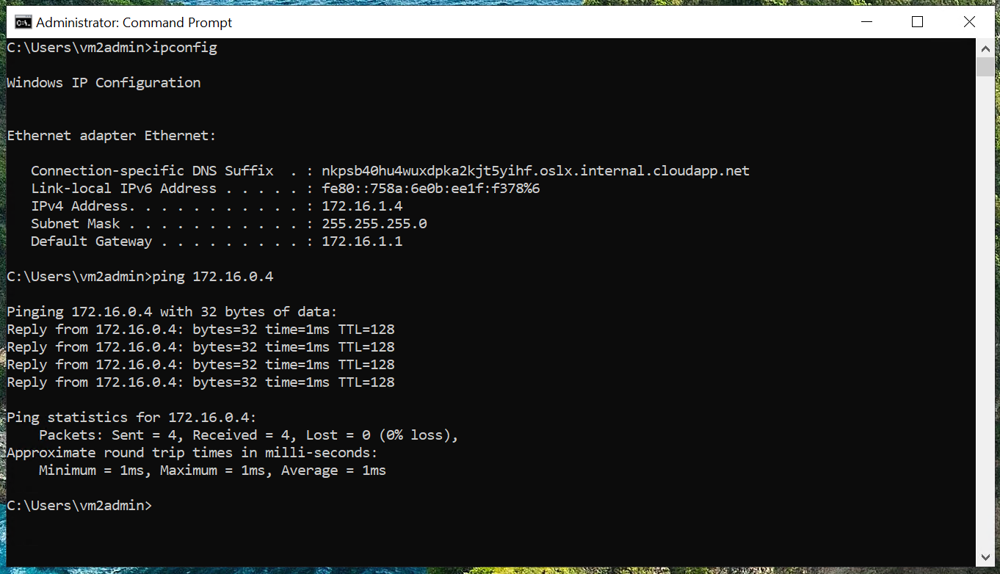 Administrator: Command Prompt
C:\Users\vm2admin>ipconfig
Windows IP Configuration
Ethernet adapter Ethernet:
Connection-specific DNS Suffix  . : nkpsb40hu4wuxdpka2kjt5yihf.oslx.internal.cloudapp.net
Link-local IPv6 Address . . . . . : fe80::758a:6e0b:ee1f:f378%6
IPv4 Address. . . . . . . . . . . : 172.16.1.4
Subnet Mask . . . . . . . . . . . : 255.255.255.0
Default Gateway . . . . . . . . . : 172.16.1.1
C:\Users\vm2admin>ping 172.16.0.4
Pinging 172.16.0.4 with 32 bytes of data:
Reply from 172.16.0.4: bytes=32 time=1ms TTL=128
Reply from 172.16.0.4: bytes=32 time=1ms TTL=128
Reply from 172.16.0.4: bytes=32 time=1ms TTL=128
Reply from 172.16.0.4: bytes=32 time=1ms TTL=128
Ping statistics for 172.16.0.4:
Packets: Sent = 4, Received = 4, Lost = 0 (0% loss),
Approximate round trip times in milli-seconds:
Minimum = 1ms, Maximum = 1ms, Average = 1ms
C:\Users\vm2admin>